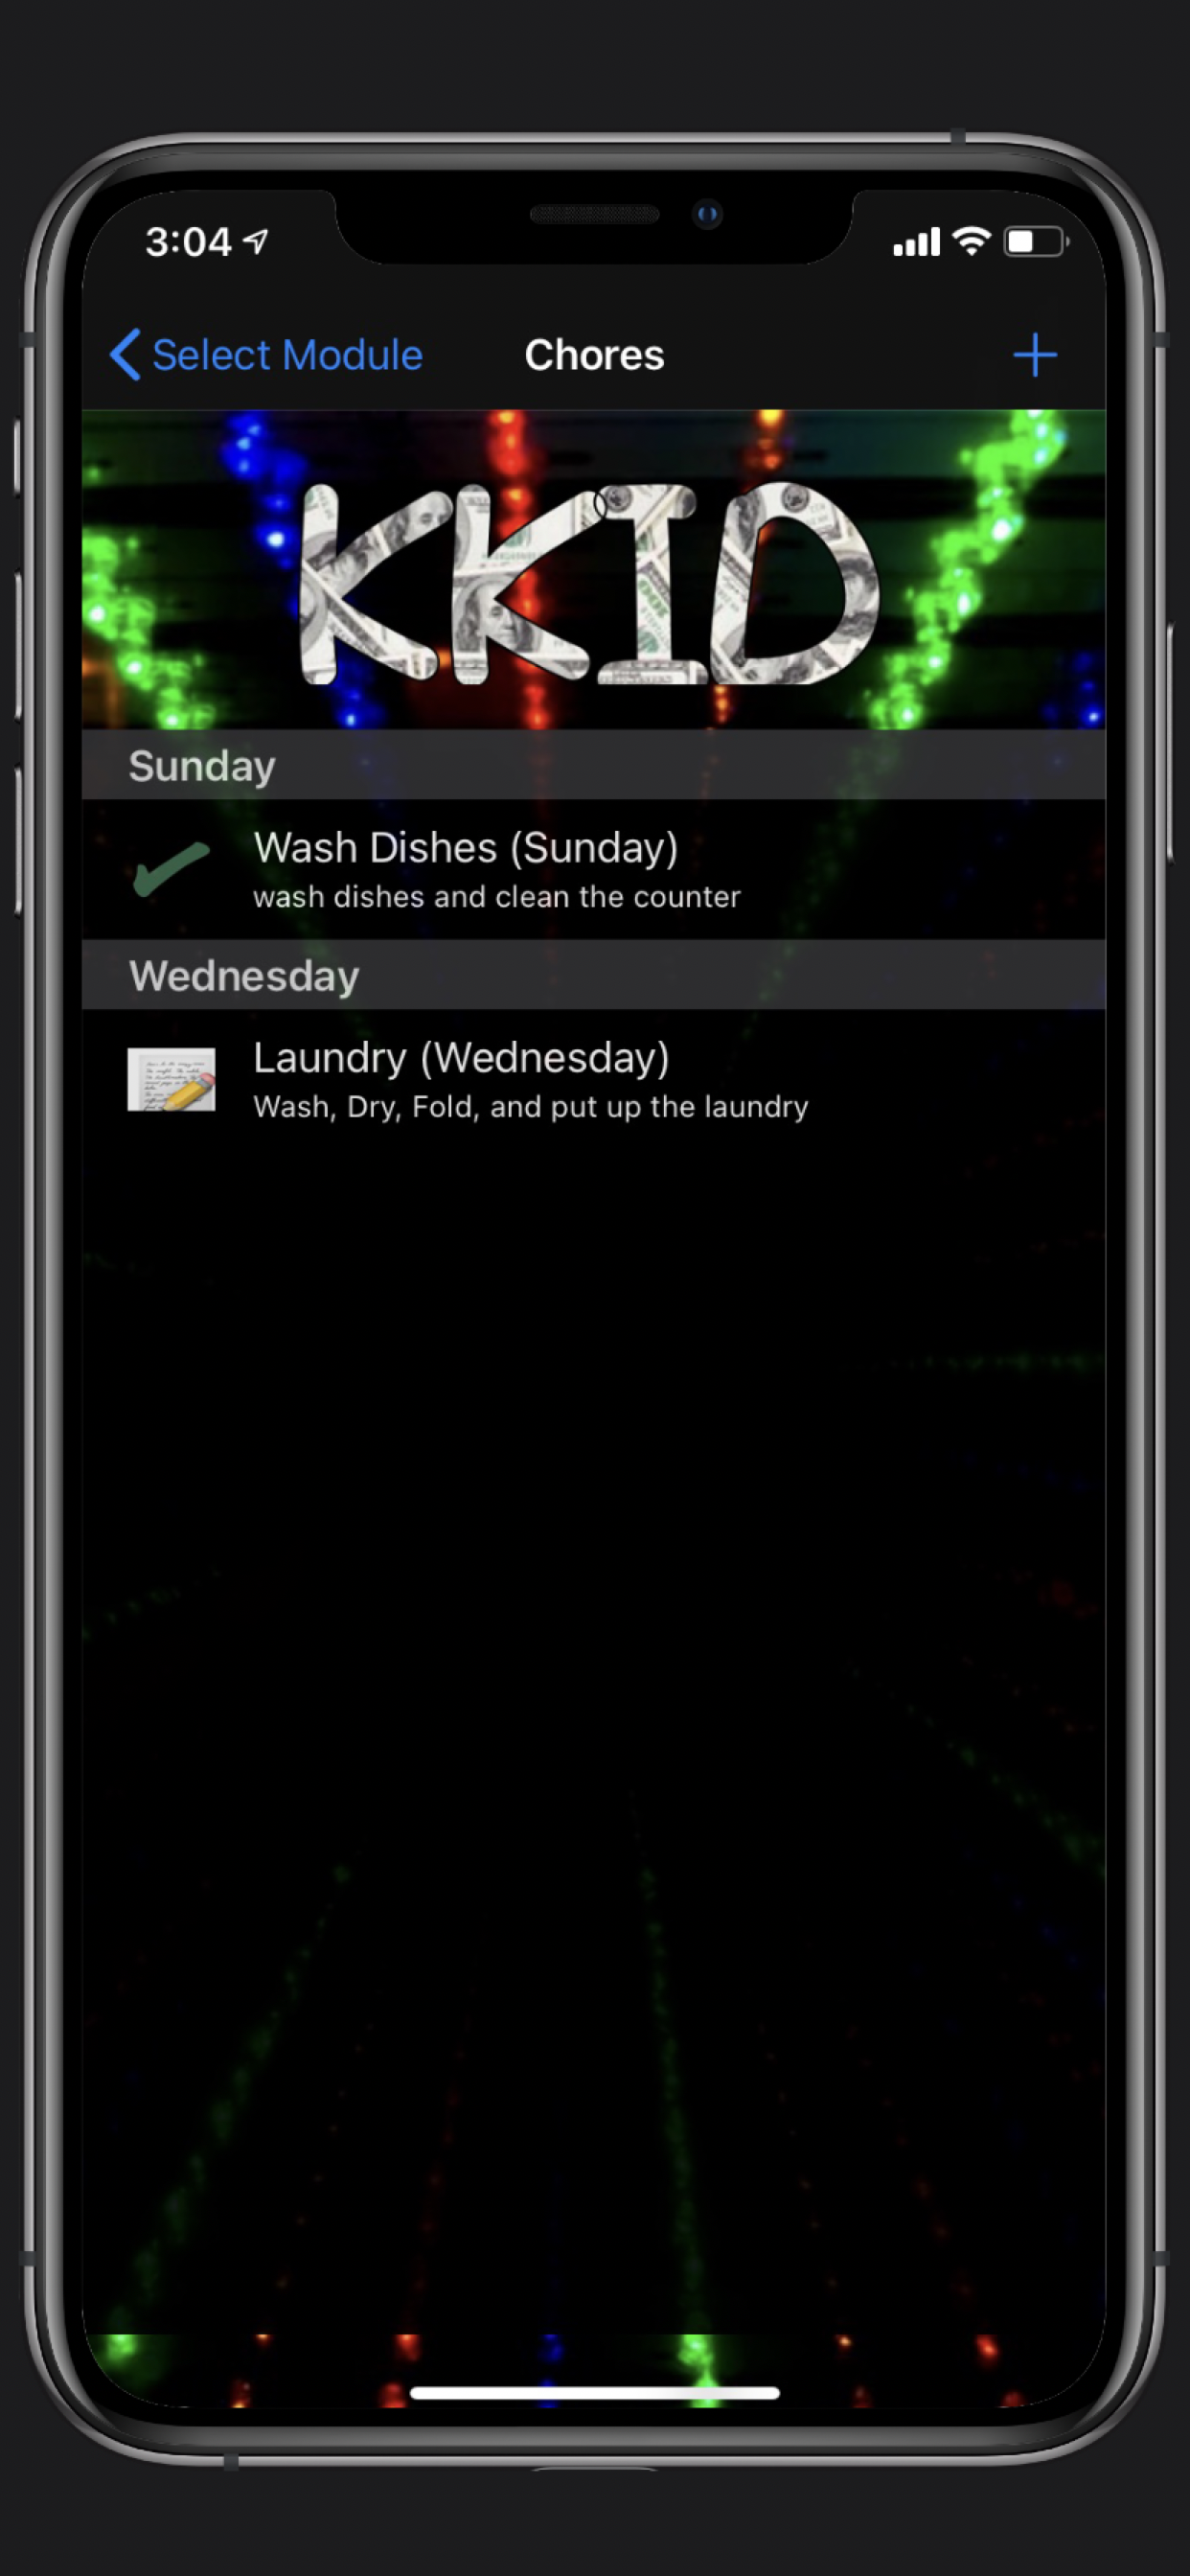 3:04
Select Module
Chores
KKID
Sunday
Wash Dishes (Sunday)
wash dishes and clean the counter
Wednesday
Laundry (Wednesday)
Wash, Dry, Fold, and put up the laundry